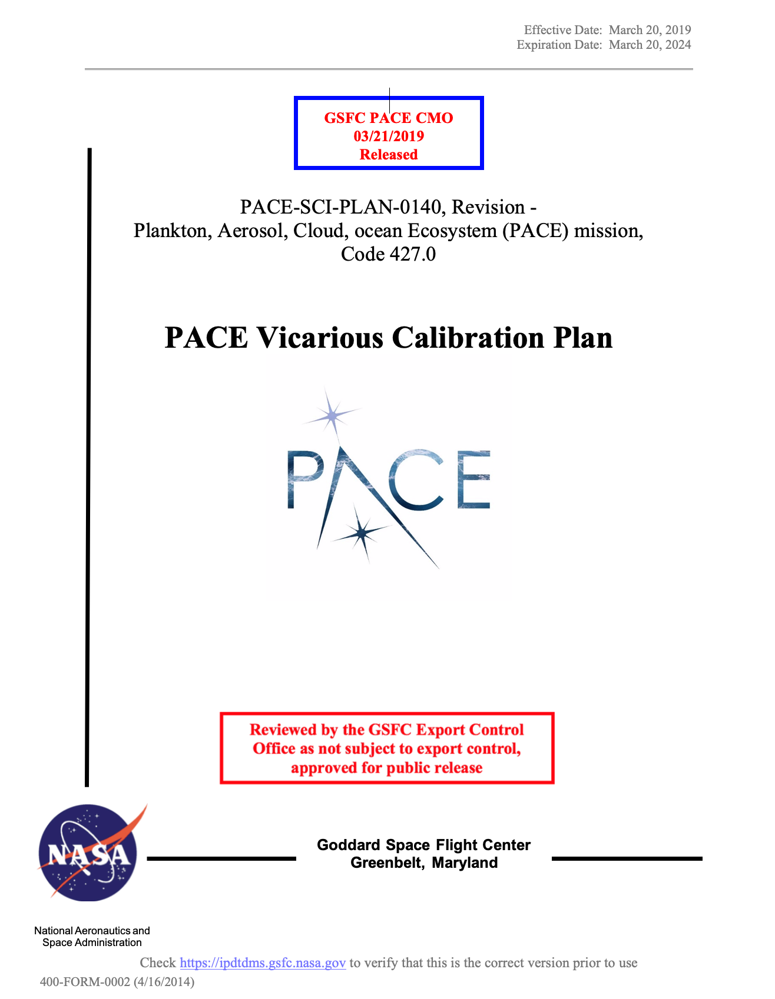 Effective Date: March 20, 2019
Expiration Date: March 20, 2024
GSFC PACE CMO
03/21/2019
Released
PACE-SCI-PLAN-0140, Revision -
Plankton, Aerosol, Cloud, ocean Ecosystem (PACE) mission,
Code 427.0
PACE Vicarious Calibration Plan
PACE
Reviewed by the GSFC Export Control
Office as not subject to export control,
approved for public release
NASA
Goddard Space Flight Center
Greenbelt, Maryland
National Aeronautics and
Space Administration
Check https://ipdtdms.gsfc.nasa.gov to verify that this is the correct version prior to use
400-FORM-0002 (4/16/2014)